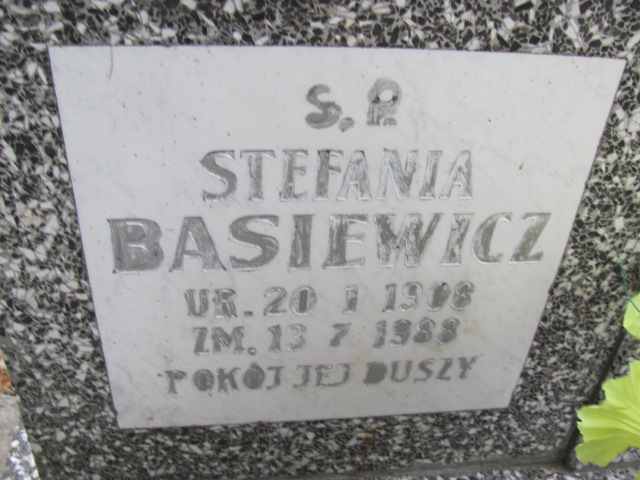 S.P.
STEFANIA
BASIEWICZ
UR. 20 1 1908
ZM. 13 7 1988
POKÓJ JEJ DUSZY